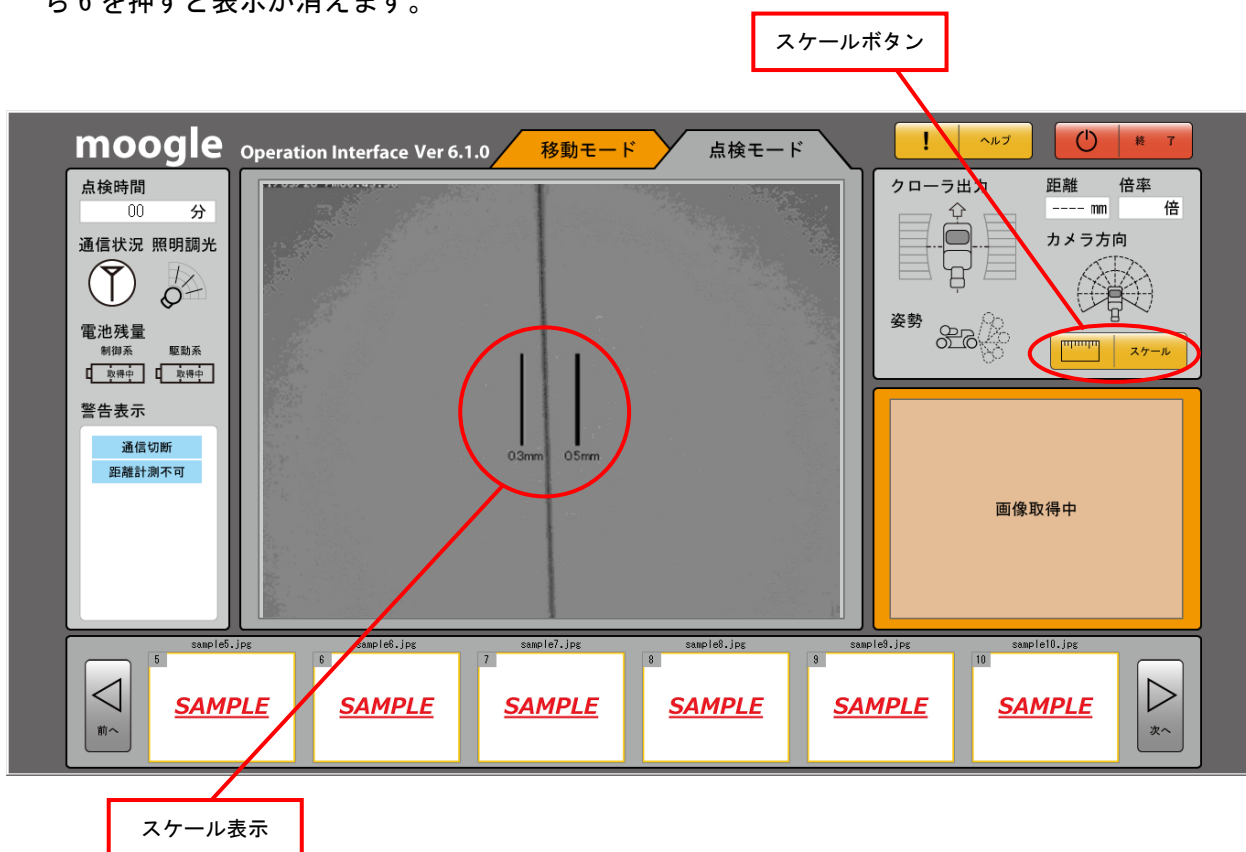 ら 6 を押すと表示が消えます。
スケールボタン
moogle Operation Interface Ver 6.1.0
移動モード
点検モード
! ヘルプ
終 了
点検時間
00 分
通信状況 照明調光
電池残量
制御系 駆動系
取得中 取得中
警告表示
通信切断
距離計測不可
0.3mm 0.5mm
クローラ出力
距離 倍率
---- mm 倍
カメラ方向
姿勢
スケール
画像取得中
sample5.jpg sample6.jpg sample7.jpg sample8.jpg sample9.jpg sample10.jpg
5 6 7 8 9 10
SAMPLE SAMPLE SAMPLE SAMPLE SAMPLE SAMPLE
前へ
次へ
スケール表示